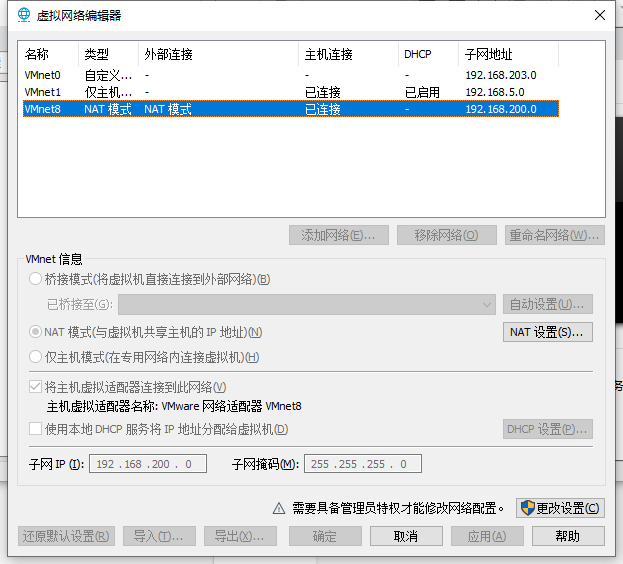 虚拟网络编辑器
名称 类型 外部连接 主机连接 DHCP 子网地址
VMnet0 自定义... - - - 192.168.203.0
VMnet1 仅主机... - 已连接 已启用 192.168.5.0
VMnet8 NAT 模式 NAT 模式 已连接 - 192.168.200.0
添加网络(E)... 移除网络(O) 重命名网络(W)...
VMnet 信息
桥接模式(将虚拟机直接连接到外部网络)(B)
已桥接至(G): 自动设置(U)...
NAT 模式(与虚拟机共享主机的 IP 地址)(N) NAT 设置(S)...
仅主机模式(在专用网络内连接虚拟机)(H)
将主机虚拟适配器连接到此网络(V)
主机虚拟适配器名称: VMware 网络适配器 VMnet8
使用本地 DHCP 服务将 IP 地址分配给虚拟机(D) DHCP 设置(P)...
子网 IP (I): 192 . 168 . 200 . 0 子网掩码(M): 255 . 255 . 255 . 0
需要具备管理员特权才能修改网络配置。 更改设置(C)
还原默认设置(R) 导入(T)... 导出(X)... 确定 取消 应用(A) 帮助